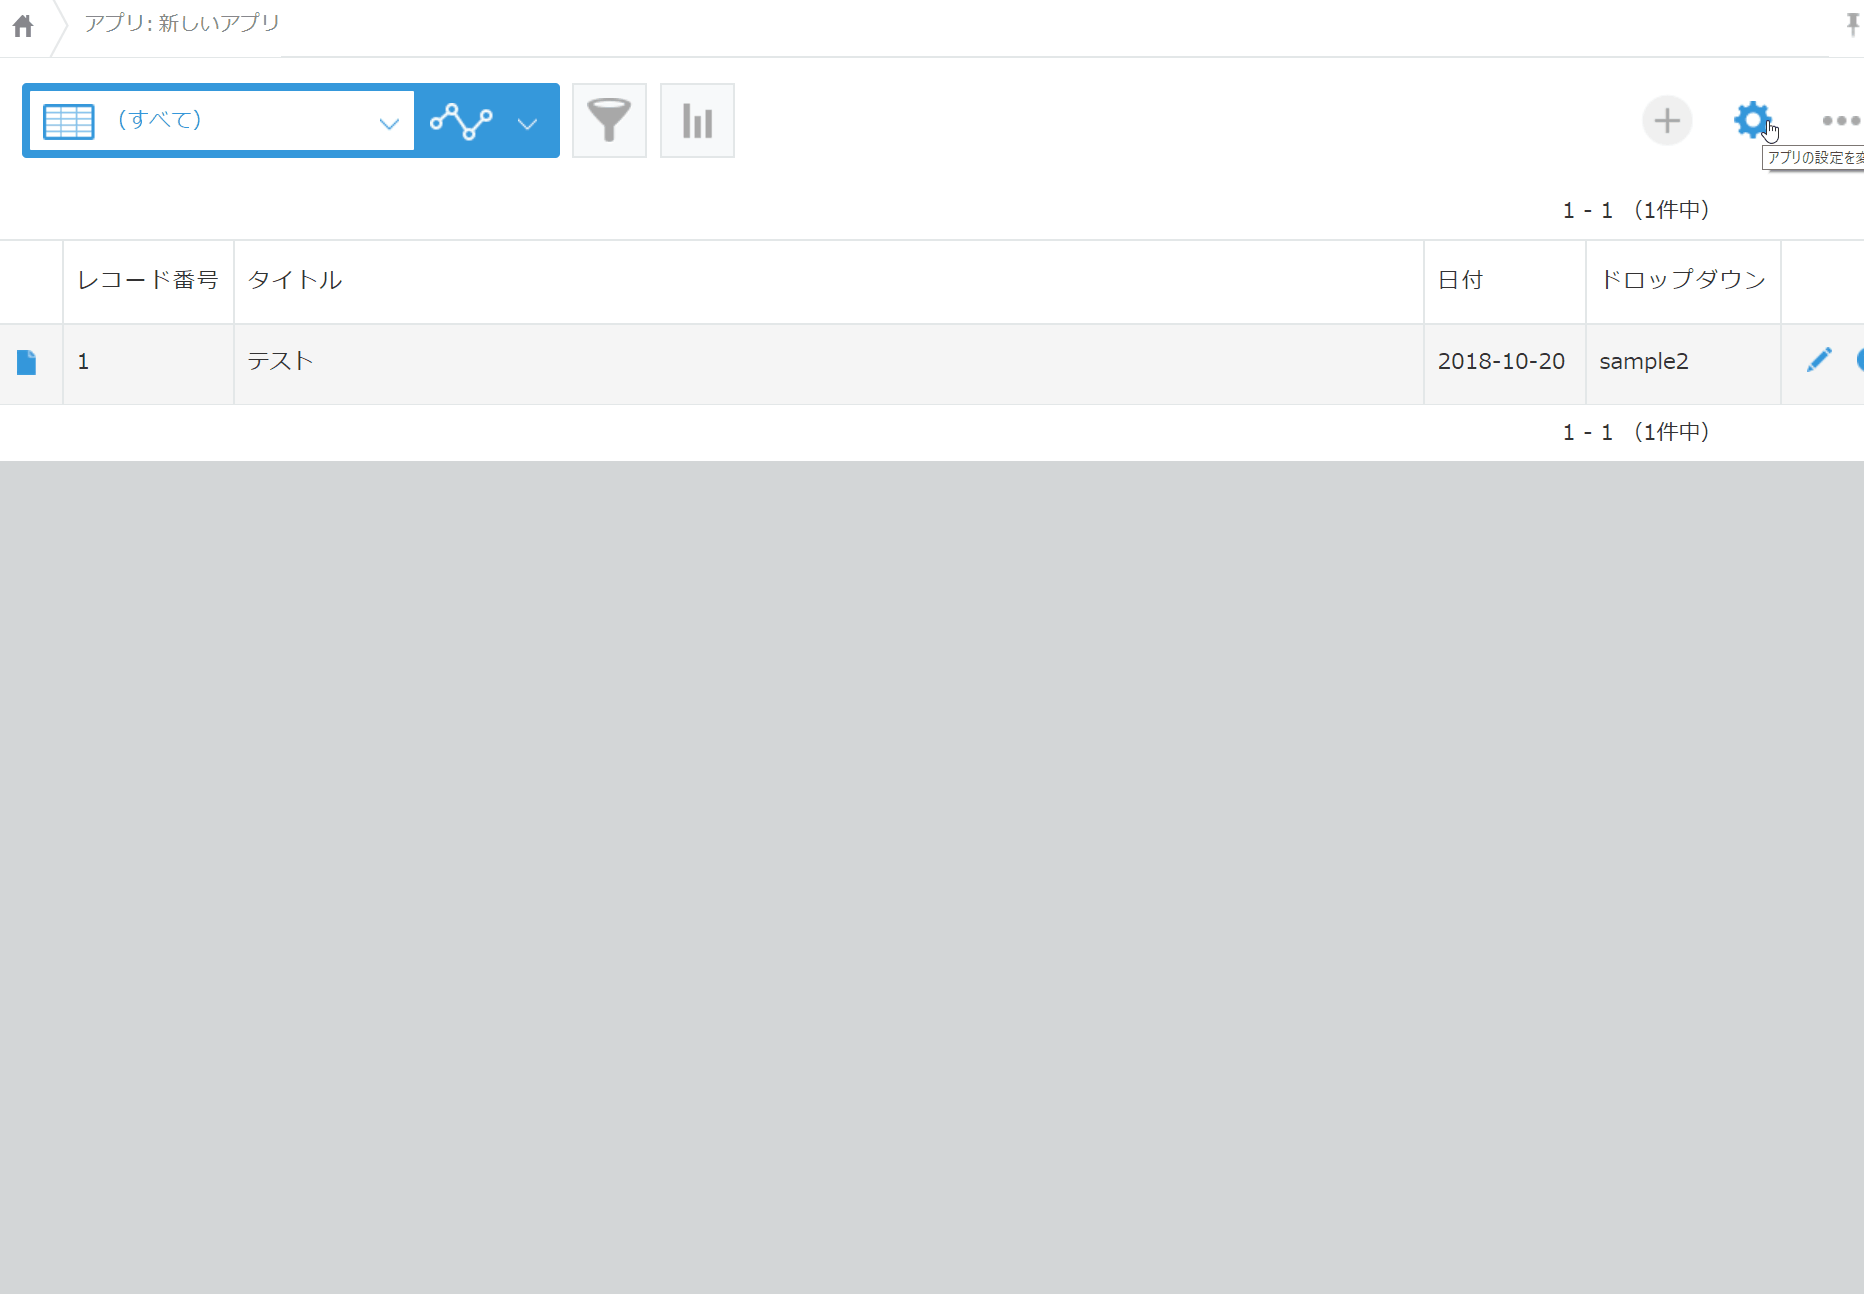 アプリ: 新しいアプリ
(すべて)
アプリの設定を変
1 - 1 (1件中)
レコード番号 タイトル 日付 ドロップダウン
1 テスト 2018-10-20 sample2
1 - 1 (1件中)